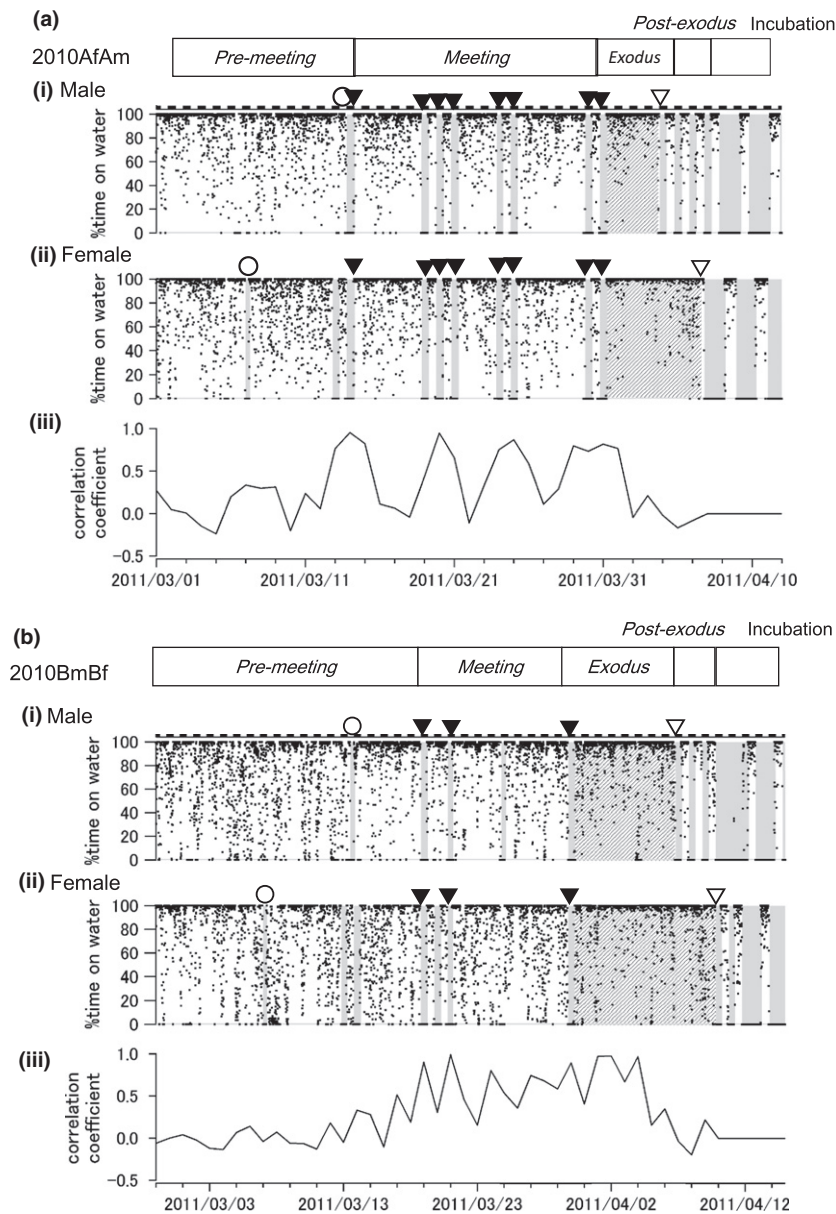 (a)
Post-exodus Incubation
2010AfAm Pre-meeting Meeting Exodus
(i) Male
%time on water
100
80
60
40
20
0
(ii) Female
%time on water
100
80
60
40
20
0
(iii)
correlation
coefficient
1.0
0.5
0.0
-0.5
2011/03/01 2011/03/11 2011/03/21 2011/03/31 2011/04/10
(b)
Post-exodus Incubation
2010BmBf Pre-meeting Meeting Exodus
(i) Male
%time on water
100
80
60
40
20
0
(ii) Female
%time on water
100
80
60
40
20
0
(iii)
correlation
coefficient
1.0
0.5
0.0
-0.5
2011/03/03 2011/03/13 2011/03/23 2011/04/02 2011/04/12